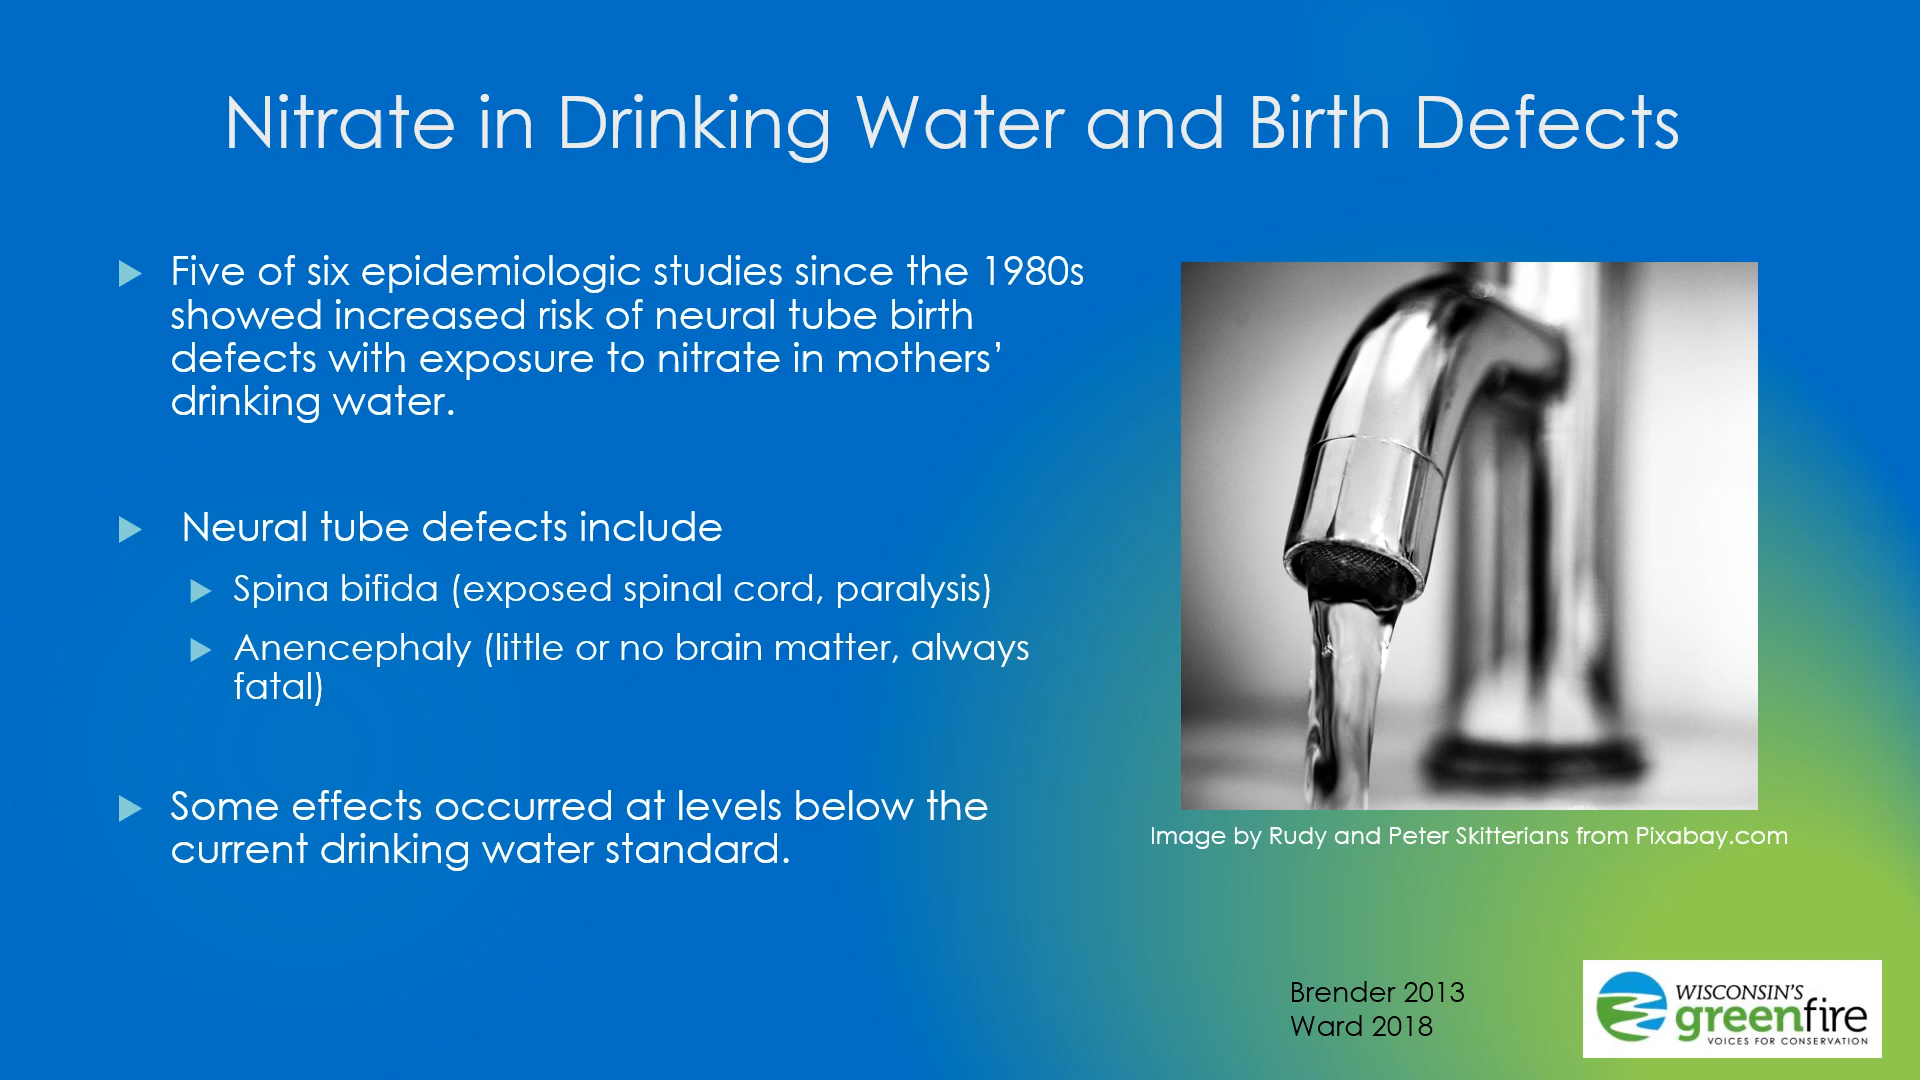 Nitrate in Drinking Water and Birth Defects
Five of six epidemiologic studies since the 1980s
showed increased risk of neural tube birth
defects with exposure to nitrate in mothers’
drinking water.
Neural tube defects include
Spina bifida (exposed spinal cord, paralysis)
Anencephaly (little or no brain matter, always
fatal)
Some effects occurred at levels below the
current drinking water standard.
Image by Rudy and Peter Skitterians from Pixabay.com
Brender 2013
Ward 2018
WISCONSIN'S
greenfire
VOICES FOR CONSERVATION